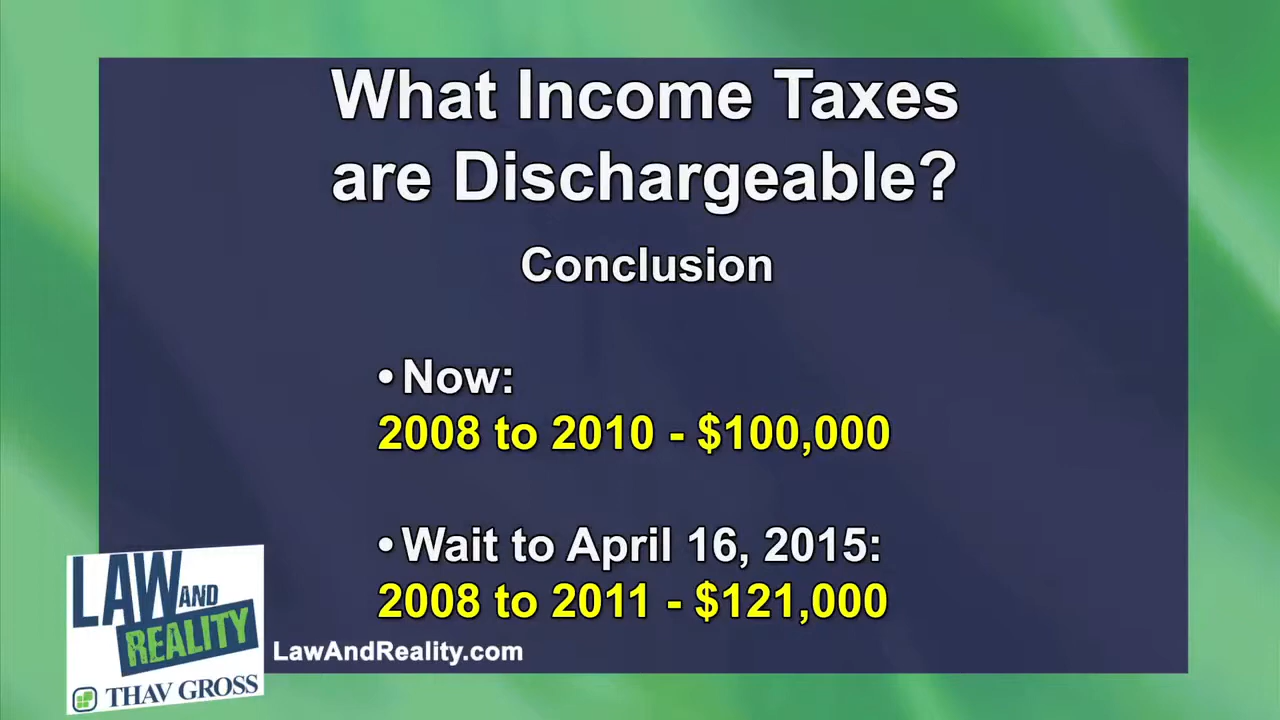 What Income Taxes
are Dischargeable?
Conclusion
• Now:
2008 to 2010 - $100,000
• Wait to April 16, 2015:
2008 to 2011 - $121,000
LAW AND
REALITY
THAV GROSS
LawAndReality.com